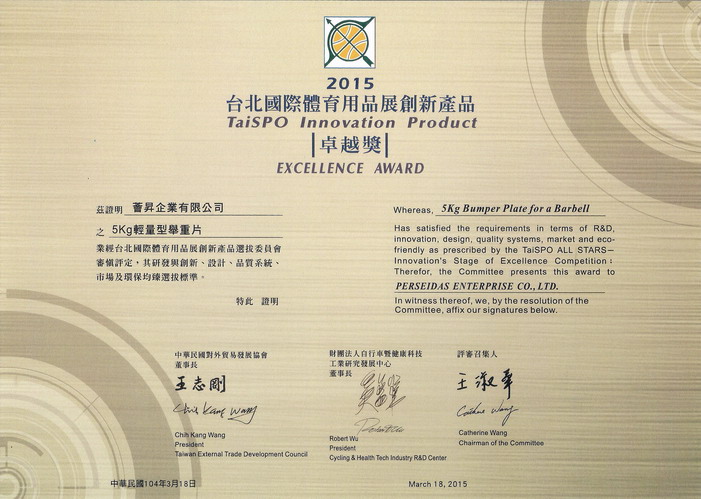 2015
台北國際體育用品展創新產品
TaiSPO Innovation Product
卓越獎
EXCELLENCE AWARD
茲證明 薈昇企業有限公司
之 5Kg輕量型舉重片
業經台北國際體育用品展創新產品選拔委員會
審慎評定，其研發與創新、設計、品質系統、
市場及環保均臻選拔標準。
特此 證明
Whereas, 5Kg Bumper Plate for a Barbell
Has satisfied the requirements in terms of R&D,
innovation, design, quality systems, market and eco-
friendly as prescribed by the TaiSPO ALL STARS—
Innovation's Stage of Excellence Competition;
Therefor, the Committee presents this award to
PERSEIDAS ENTERPRISE CO., LTD.
In witness thereof, we, by the resolution of the
Committee, affix our signatures below.
中華民國對外貿易發展協會
董事長
王志剛
Chih Kang Wang
Chih Kang Wang
President
Taiwan External Trade Development Council
財團法人自行車暨健康科技
工業研究發展中心
董事長
Robert Wu
President
Cycling & Health Tech Industry R&D Center
評審召集人
王淑華
Cathne Wang
Catherine Wang
Chairman of the Committee
中華民國104年3月18日
March 18, 2015